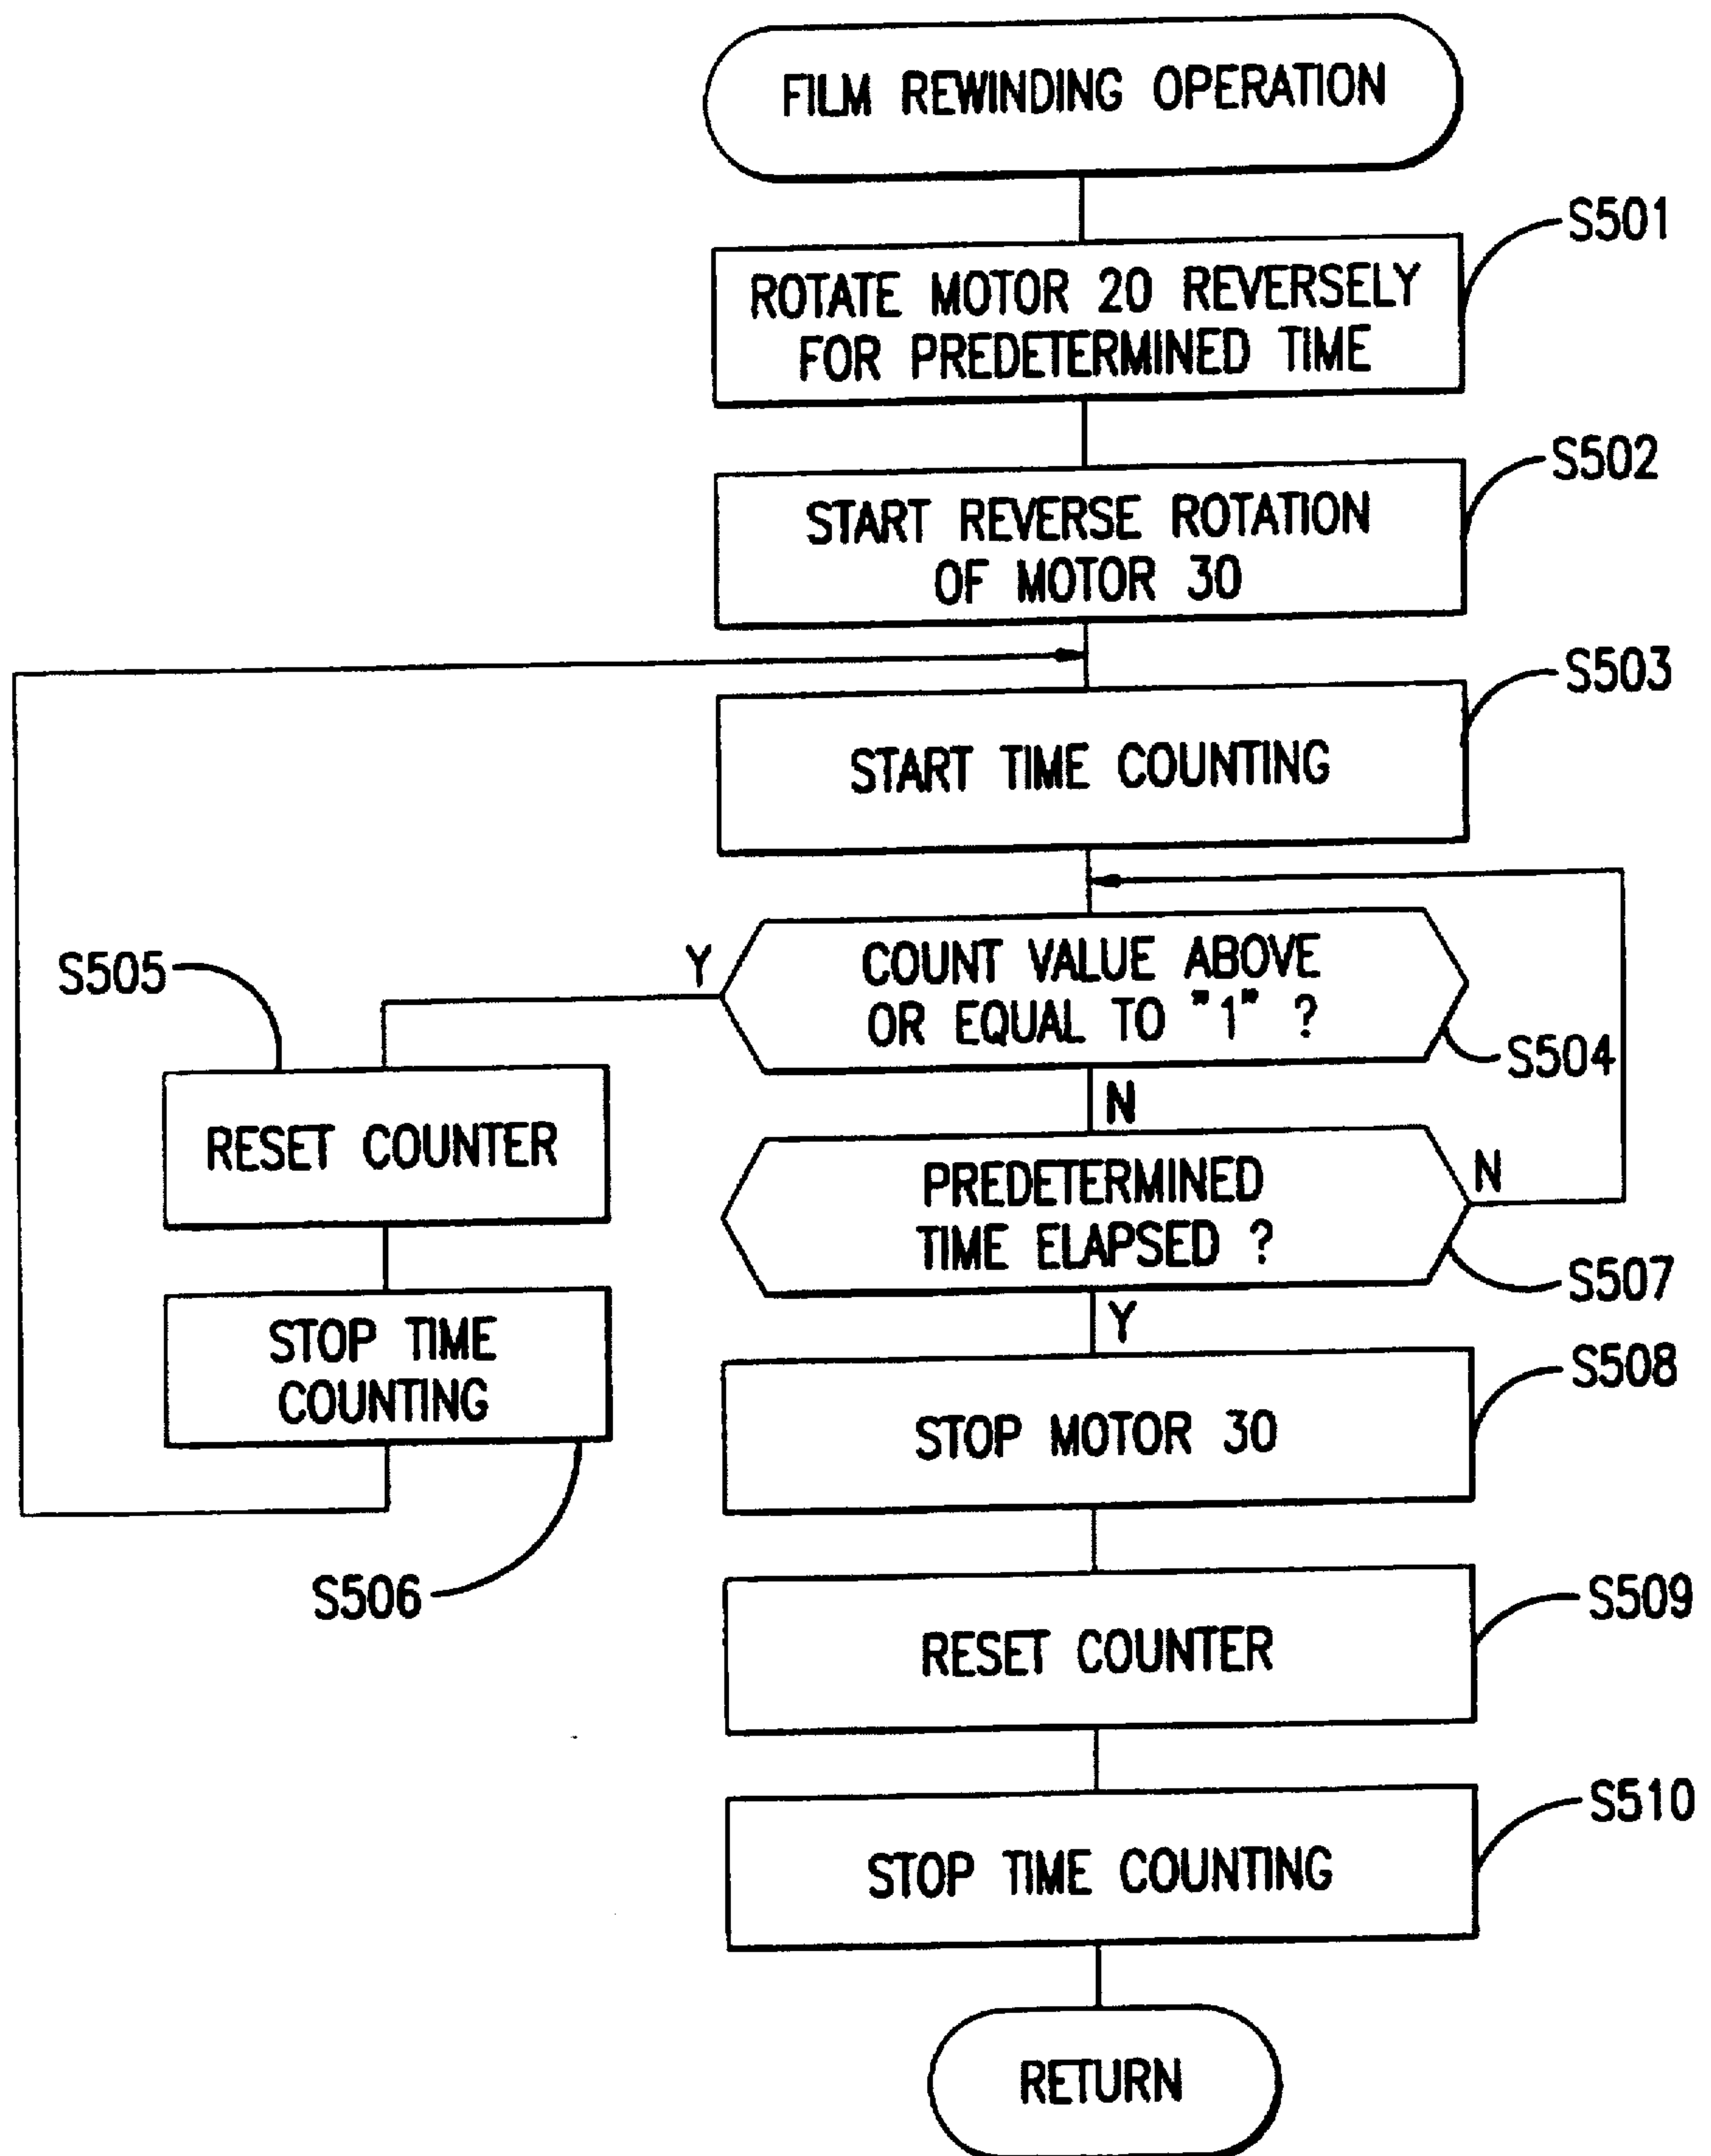 FILM REWINDING OPERATION
S501
ROTATE MOTOR 20 REVERSELY
FOR PREDETERMINED TIME
S502
START REVERSE ROTATION
OF MOTOR 30
S503
START TIME COUNTING
Y
COUNT VALUE ABOVE
OR EQUAL TO "1" ?
S504
N
S505
RESET COUNTER
PREDETERMINED
TIME ELAPSED ?
N
S507
Y
STOP TIME
COUNTING
S506
S508
STOP MOTOR 30
S509
RESET COUNTER
S510
STOP TIME COUNTING
RETURN